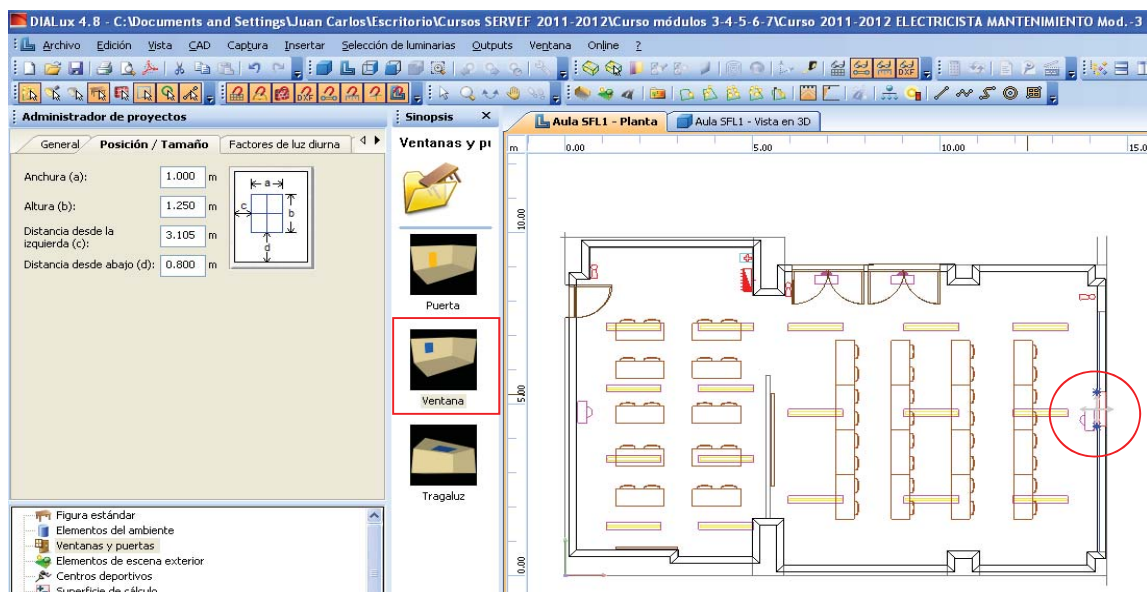 DIALux 4.8 - C:\Documents and Settings\Juan Carlos\Escritorio\Cursos SERVEF 2011-2012\Curso módulos 3-4-5-6-7\Curso 2011-2012 ELECTRICISTA MANTENIMIENTO Mod.-3
Archivo Edición Vista CAD Captura Insertar Selección de luminarias Outputs Ventana Online ?
DXF DXF
Administrador de proyectos
General Posición / Tamaño Factores de luz diurna
Anchura (a): 1.000 m
Altura (b): 1.250 m
Distancia desde la
izquierda (c): 3.105 m
Distancia desde abajo (d): 0.800 m
a
c b
d
Figura estándar
Elementos del ambiente
Ventanas y puertas
Elementos de escena exterior
Centros deportivos
Superficie de cálculo
Sinopsis X
Ventanas y pu
Puerta
Ventana
Tragaluz
Aula SFL1 - Planta Aula SFL1 - Vista en 3D
m 0.00 5.00 10.00 15.0
10.00
5.00
0.00